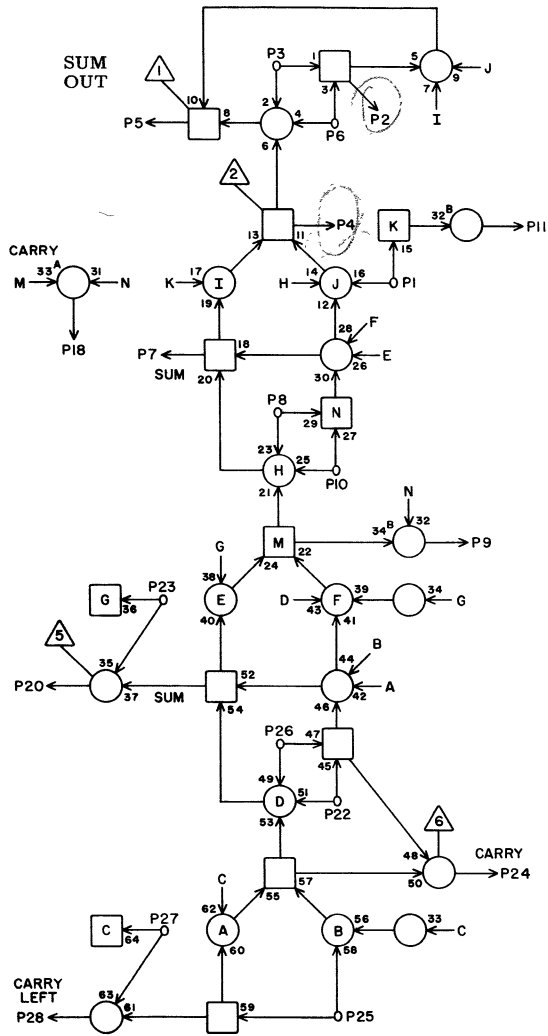 P3 1 5 J
SUM
OUT
1 3 7 9
10 8 2 4 I
P5 P6 P2
6
2
13 11 P4 K 32 B P11
15
CARRY
33 A 31 K 17 I H 14 J 16 P1
M N 19 12
P18 28 F
P7 18 26 E
SUM 20 30
P8 N
29 27
23 25
H P10
21 N
M 34 B 32 P9
G 24 22
38
G P23 E D F 39 34 G
36 40 43 41
5 B
35 52 44
P20 37 SUM 54 42 A
46
P26 47
45
49 51
D P22 6
53
48 CARRY
50 P24
C 55 57
62
C P27 A B 56 33 C
64 60 58
CARRY
LEFT 63
P28 61 59 P25